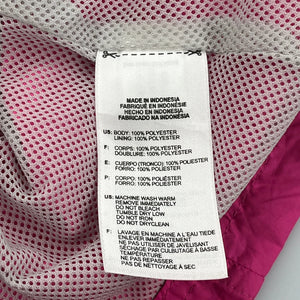 MADE IN INDONESIA
FABRIQUÉ EN INDONÉSIE
HECHO EN INDONESIA
FABRICADO NA INDONÉSIA
US: BODY: 100% POLYESTER
LINING: 100% POLYESTER
F: CORPS: 100% POLYESTER
DOUBLURE: 100% POLYESTER
E: CUERPO (TRONCO) 100% POLIÉSTER
FORRO: 100% POLIÉSTER
P: CORPO: 100% POLIÉSTER
FORRO: 100% POLIÉSTER
US: MACHINE WASH WARM
REMOVE IMMEDIATELY
DO NOT BLEACH
TUMBLE DRY LOW
DO NOT IRON
DO NOT DRYCLEAN
F: LAVAGE EN MACHINE A L'EAU TIÈDE
ENLEVER IMMÉDIATEMENT
NE PAS UTILISER DE JAVELISANT
SÉCHAGE PAR CULBUTAGE A BASSE
TEMPÉRATURE
NE PAS REPASSER
PAS DE NETTOYAGE À SEC